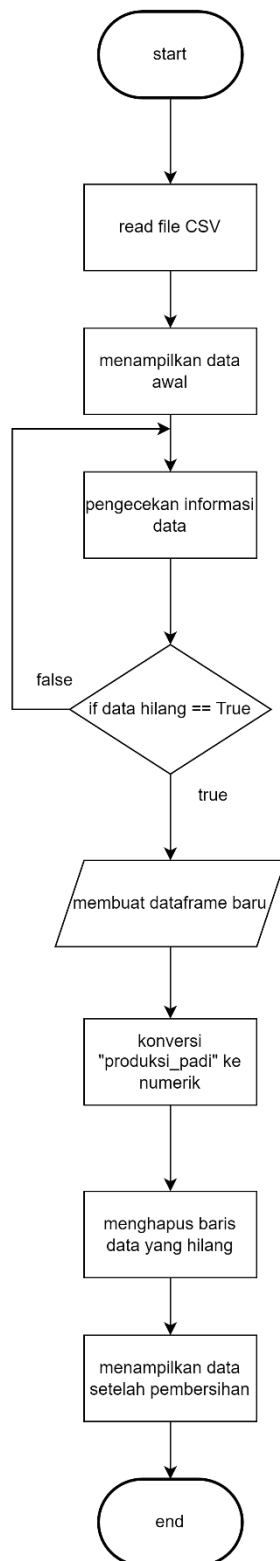 start
read file CSV
menampilkan data
awal
pengecekan informasi
data
false
if data hilang == True
true
membuat dataframe baru
konversi
"produksi_padi" ke
numerik
menghapus baris
data yang hilang
menampilkan data
setelah pembersihan
end